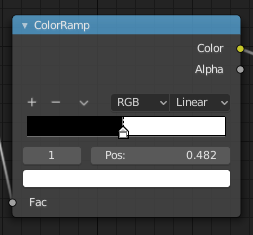 ColorRamp
Color
Alpha
RGB Linear
1 Pos: 0.482
Fac